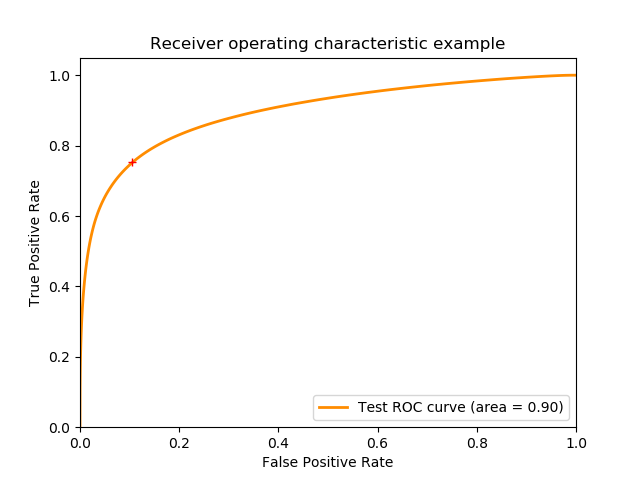 Receiver operating characteristic example
True Positive Rate
1.0
0.8
0.6
0.4
0.2
0.0
Test ROC curve (area = 0.90)
0.0 0.2 0.4 0.6 0.8 1.0
False Positive Rate